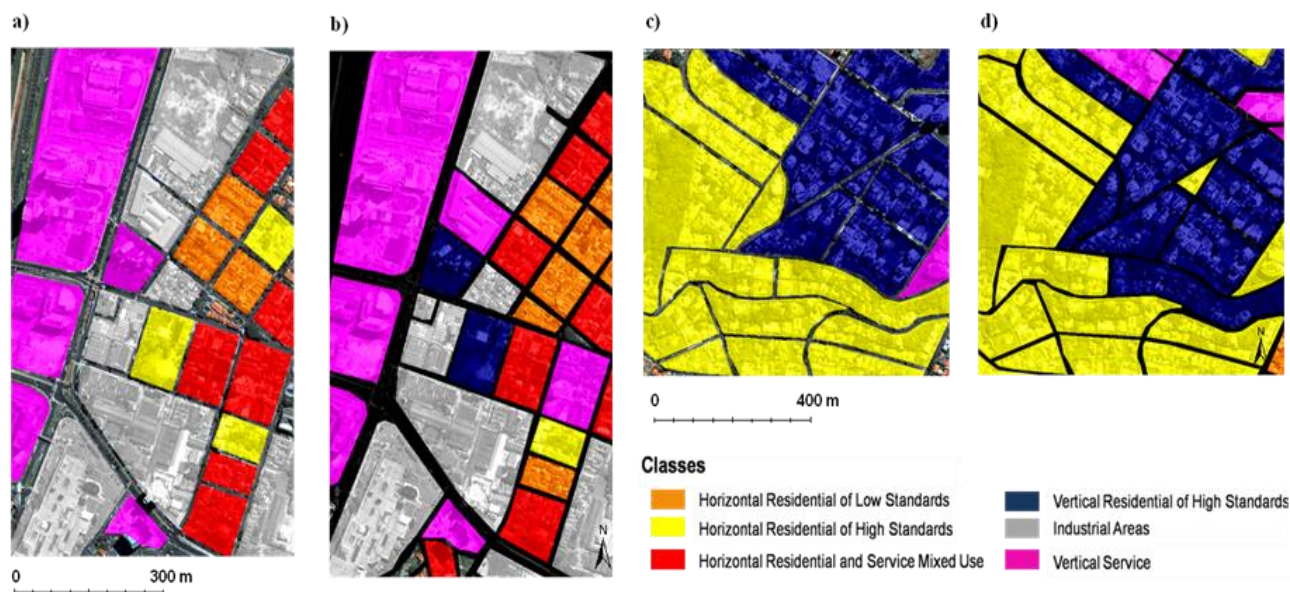 a)
b)
c)
d)
N
N
0 300 m
0 400 m
Classes
Horizontal Residential of Low Standards
Horizontal Residential of High Standards
Horizontal Residential and Service Mixed Use
Vertical Residential of High Standards
Industrial Areas
Vertical Service